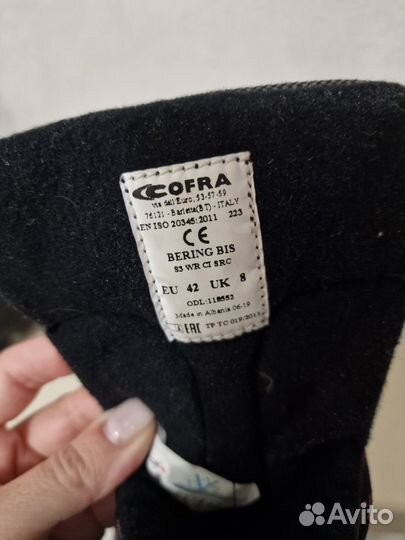 COFRA
via dell'Euro, 53-57-59
76121 - Barletta(BT) - ITALY
EN ISO 20345:2011 223
CE
BERING BIS
S3 WR CI SRC
EU 42 UK 8
ODL:118552
Made in Albania 06-19
EAC TP TC 019/2011
Avito